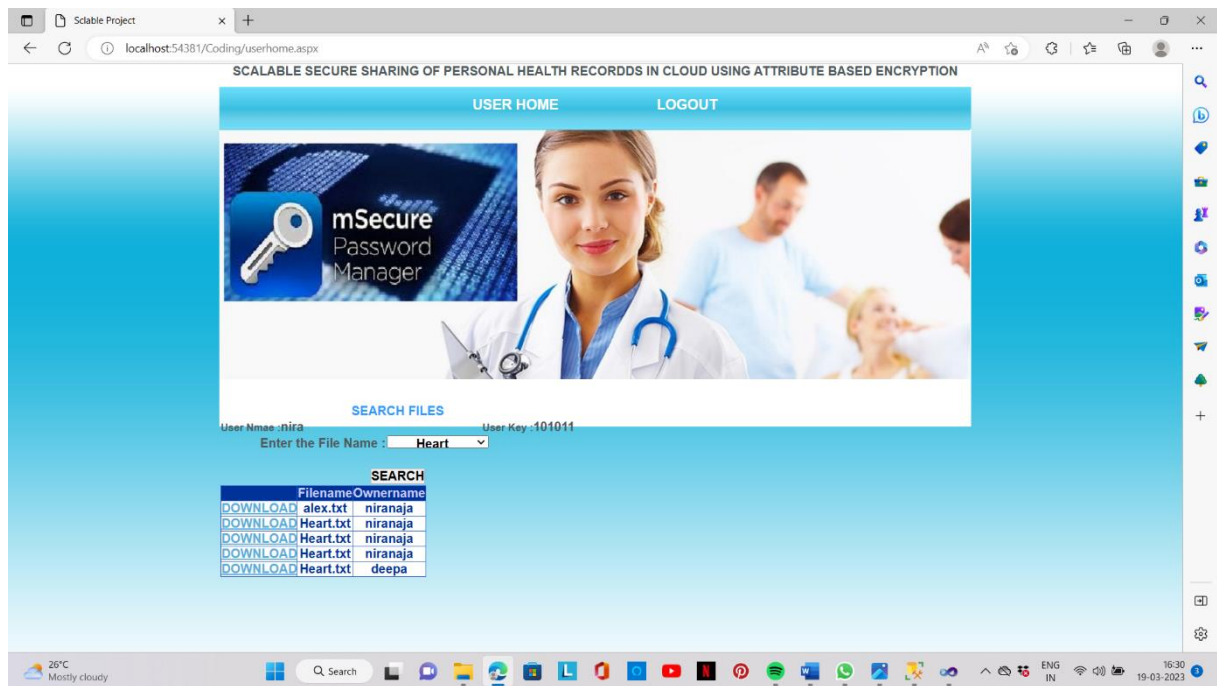 Sclable Project
localhost:54381/Coding/userhome.aspx
SCALABLE SECURE SHARING OF PERSONAL HEALTH RECORDDS IN CLOUD USING ATTRIBUTE BASED ENCRYPTION
USER HOME LOGOUT
mSecure
Password
Manager
SEARCH FILES
User Nmae :nira User Key :101011
Enter the File Name : Heart
SEARCH
Filename Ownername
DOWNLOAD alex.txt niranaja
DOWNLOAD Heart.txt niranaja
DOWNLOAD Heart.txt niranaja
DOWNLOAD Heart.txt niranaja
DOWNLOAD Heart.txt deepa
26°C
Mostly cloudy
Search
ENG
IN
16:30
19-03-2023
3